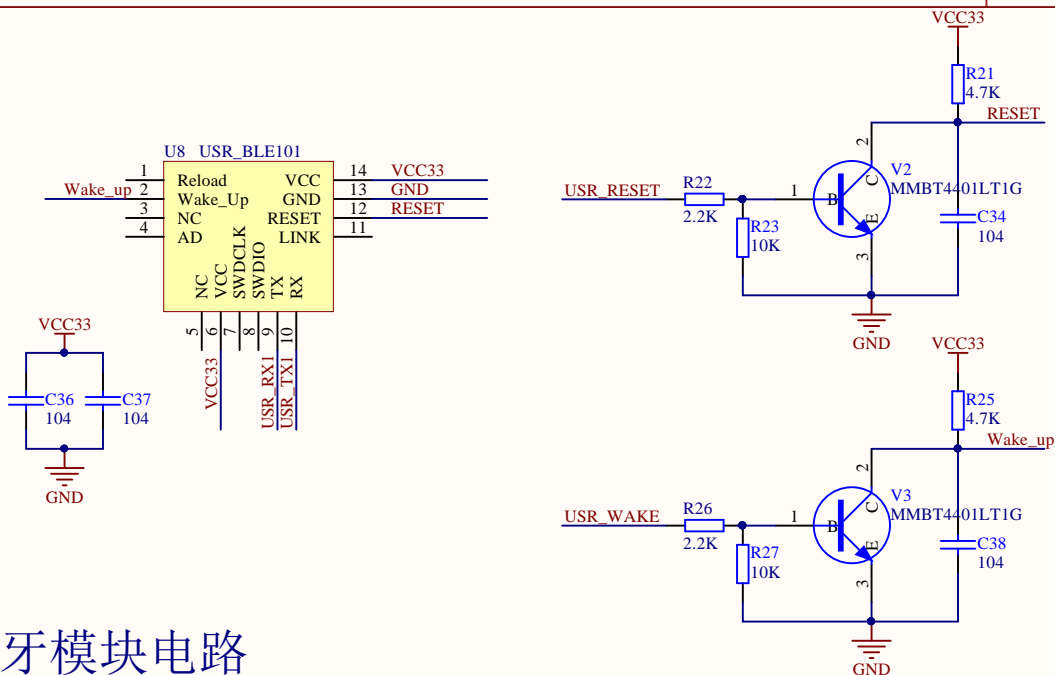 VCC33
R21
4.7K
RESET
U8 USR_BLE101
1 Reload VCC 14 VCC33
Wake_up 2 Wake_Up GND 13 GND
3 NC RESET 12 RESET
4 AD LINK 11
NC VCC SWDCLK SWDIO TX RX
5 6 7 8 9 10
VCC33 USR_RX1 USR_TX1
2
V2
MMBT4401LT1G
USR_RESET
R22
2.2K
1
B C E
R23
10K
C34
104
3
GND
VCC33
C36
104
C37
104
GND
VCC33
R25
4.7K
Wake_up
2
V3
MMBT4401LT1G
USR_WAKE
R26
2.2K
1
B C E
R27
10K
C38
104
3
GND
牙模块电路